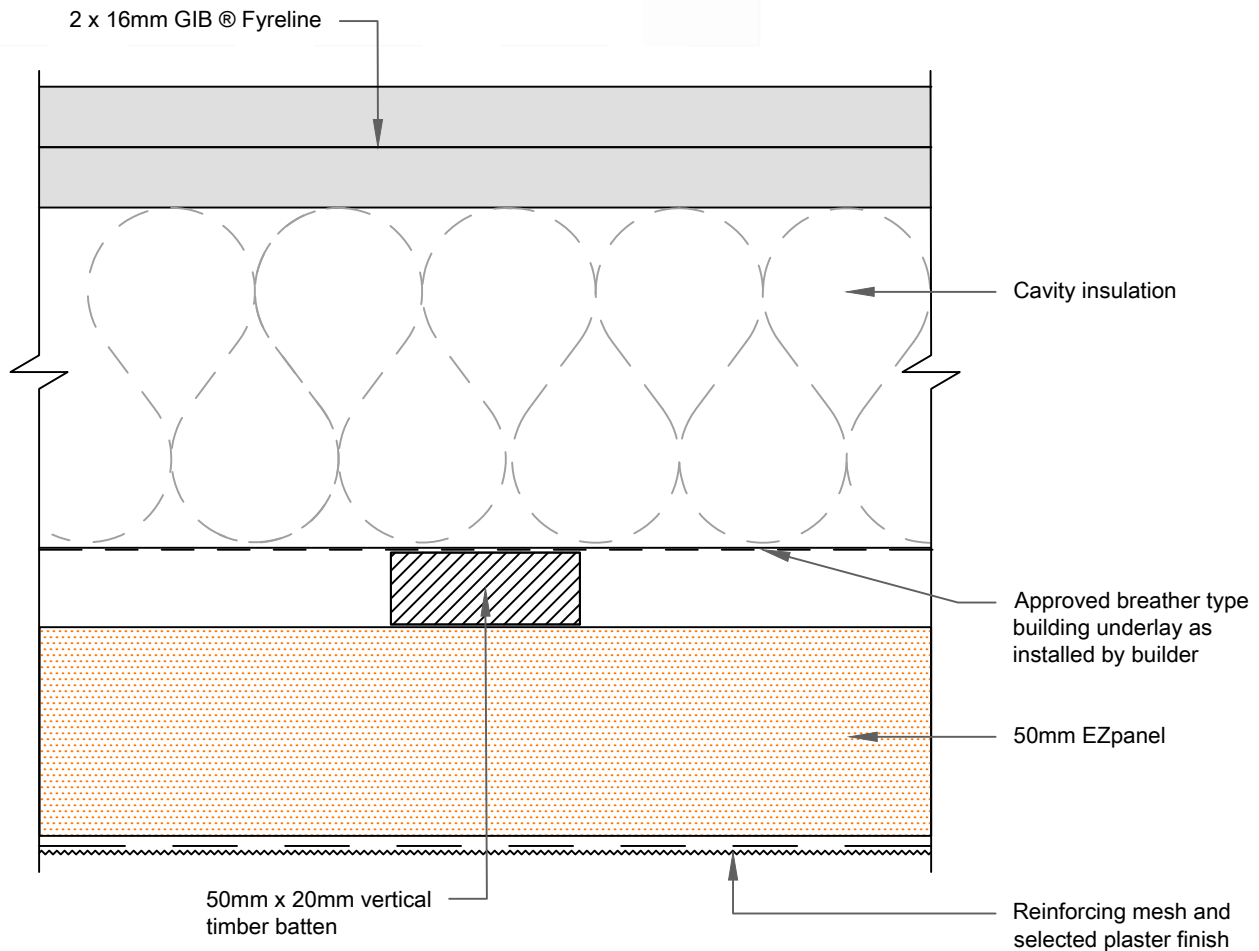 2 x 16mm GIB ® Fyreline
Cavity insulation
Approved breather type
building underlay as
installed by builder
50mm EZpanel
50mm x 20mm vertical
timber batten
Reinforcing mesh and
selected plaster finish